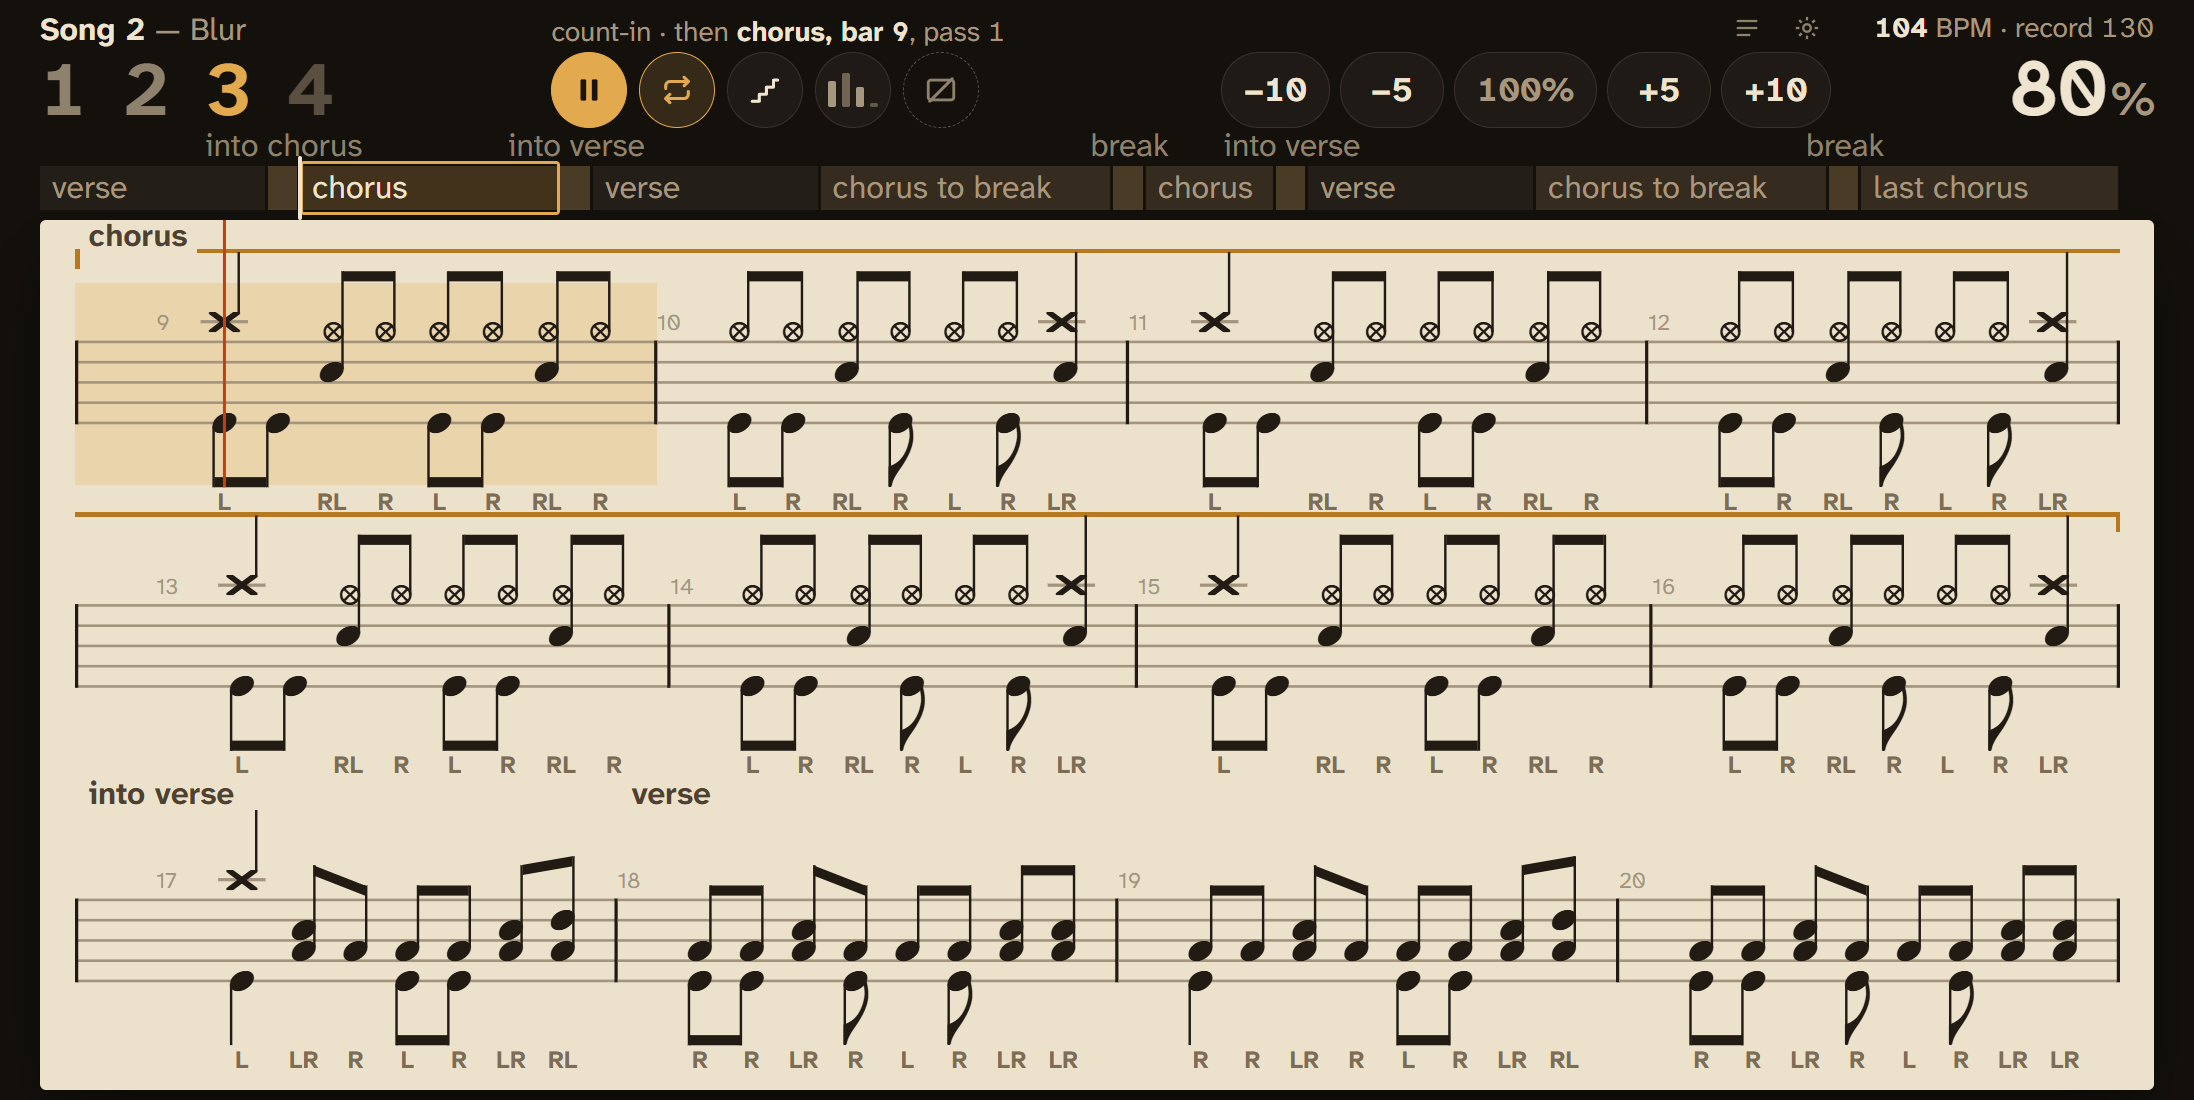 Song 2 — Blur
count-in · then chorus, bar 9, pass 1
104 BPM · record 130
1 2 3 4
−10 −5 100% +5 +10
80%
into chorus into verse break into verse break
verse chorus verse chorus to break chorus verse chorus to break last chorus
chorus
9 10 11 12
L RL R L R RL R L R RL R L R LR L RL R L R RL R L R RL R L R LR
13 14 15 16
L RL R L R RL R L R RL R L R LR L RL R L R RL R L R RL R L R LR
into verse verse
17 18 19 20
L LR R L R LR RL R R LR R L R LR LR R R LR R L R LR RL R R LR R L R LR LR